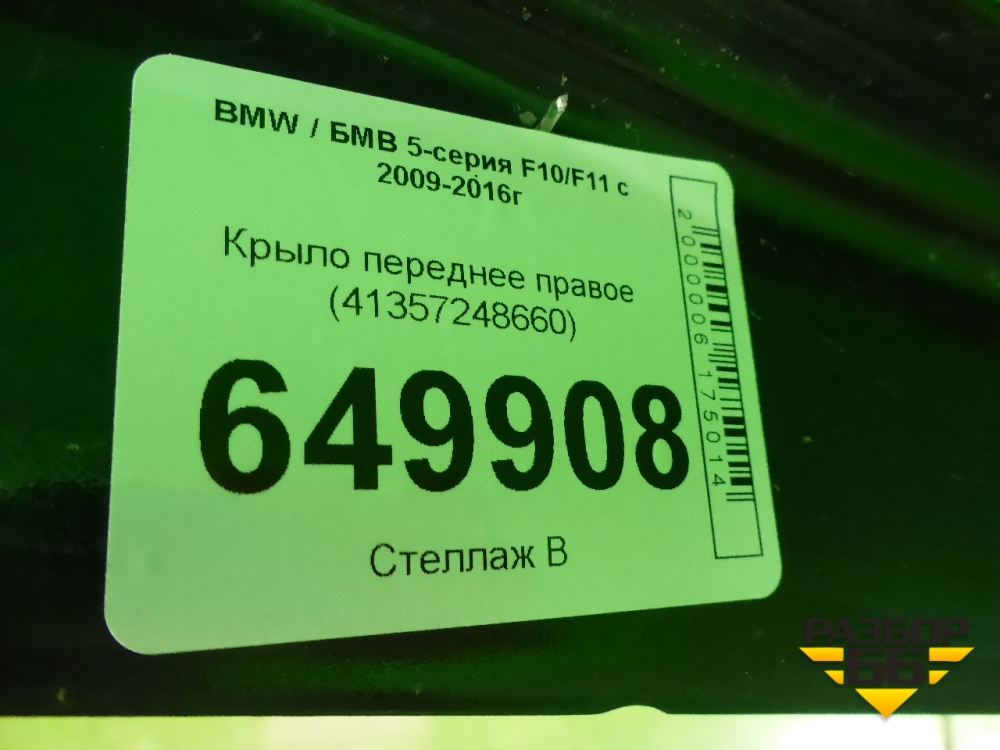 BMW / БМВ 5-серия F10/F11 с
2009-2016г
Крыло переднее правое
(41357248660)
649908
Стеллаж В
2000006175014
РАЗБОР
66